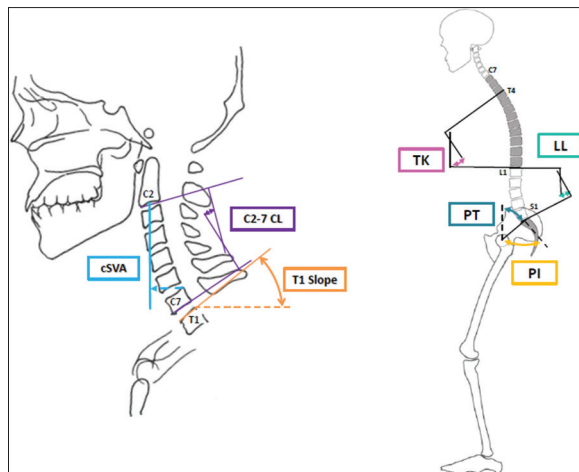 C2
C2-7 CL
cSVA
C7
T1
T1 Slope
C7
T4
TK
LL
L1
PT
S1
PI